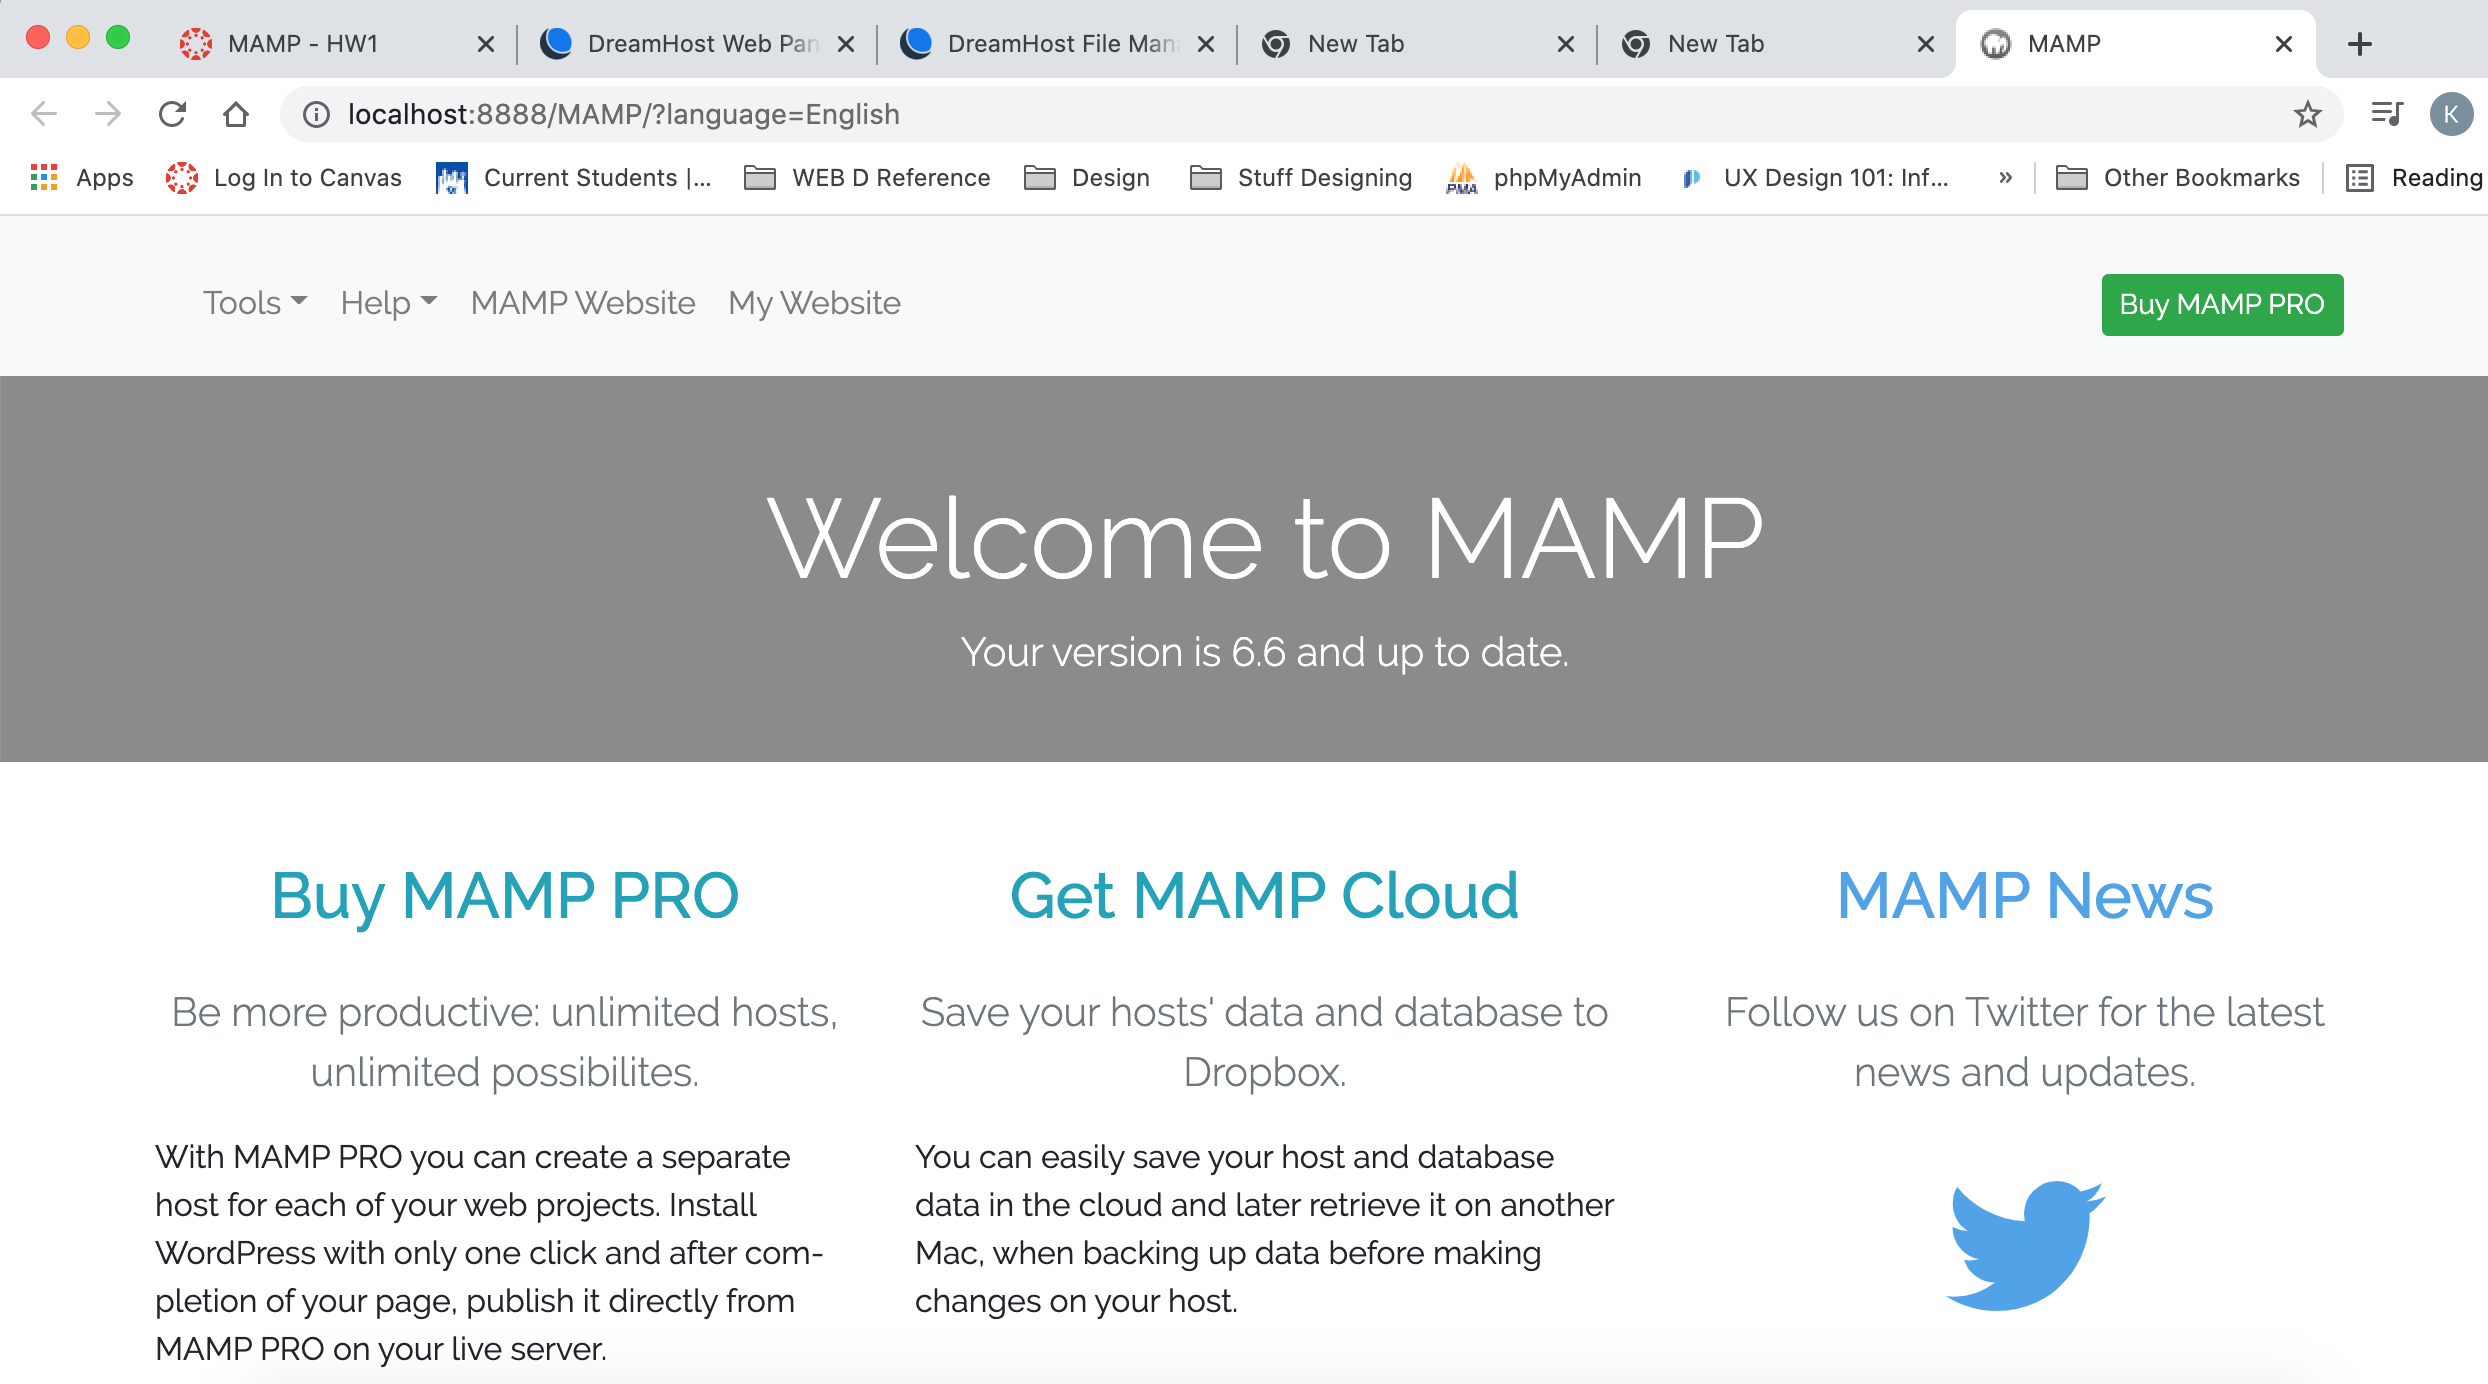 MAMP - HW1
DreamHost Web Pan
DreamHost File Man
New Tab
New Tab
MAMP
localhost:8888/MAMP/?language=English
K
Apps
Log In to Canvas
Current Students |...
WEB D Reference
Design
Stuff Designing
PMA
phpMyAdmin
UX Design 101: Inf...
»
Other Bookmarks
Reading
Tools
Help
MAMP Website
My Website
Buy MAMP PRO
Welcome to MAMP
Your version is 6.6 and up to date.
Buy MAMP PRO
Be more productive: unlimited hosts,
unlimited possibilites.
With MAMP PRO you can create a separate
host for each of your web projects. Install
WordPress with only one click and after com-
pletion of your page, publish it directly from
MAMP PRO on your live server.
Get MAMP Cloud
Save your hosts' data and database to
Dropbox.
You can easily save your host and database
data in the cloud and later retrieve it on another
Mac, when backing up data before making
changes on your host.
MAMP News
Follow us on Twitter for the latest
news and updates.